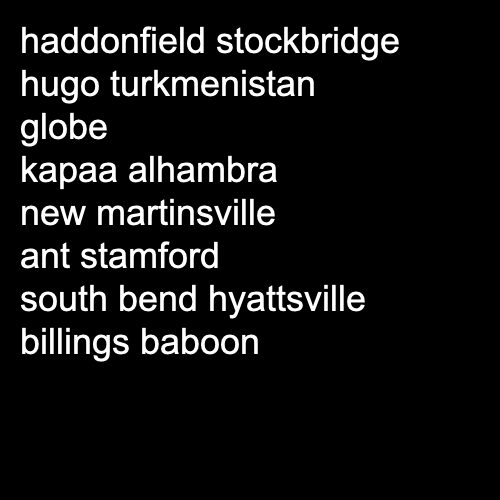 haddonfield stockbridge
hugo turkmenistan
globe
kapaa alhambra
new martinsville
ant stamford
south bend hyattsville
billings baboon